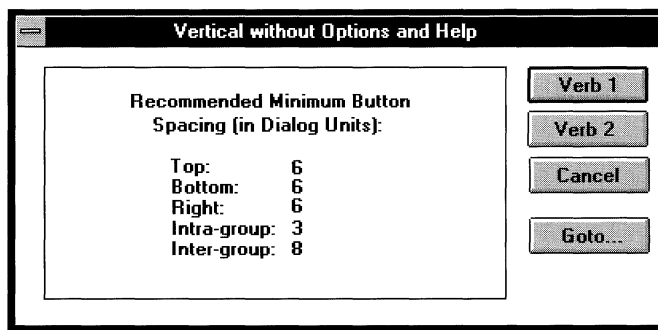 Vertical without Options and Help
Recommended Minimum Button
Spacing (in Dialog Units):
Top: 6
Bottom: 6
Right: 6
Intra-group: 3
Inter-group: 8
Verb 1
Verb 2
Cancel
Goto...